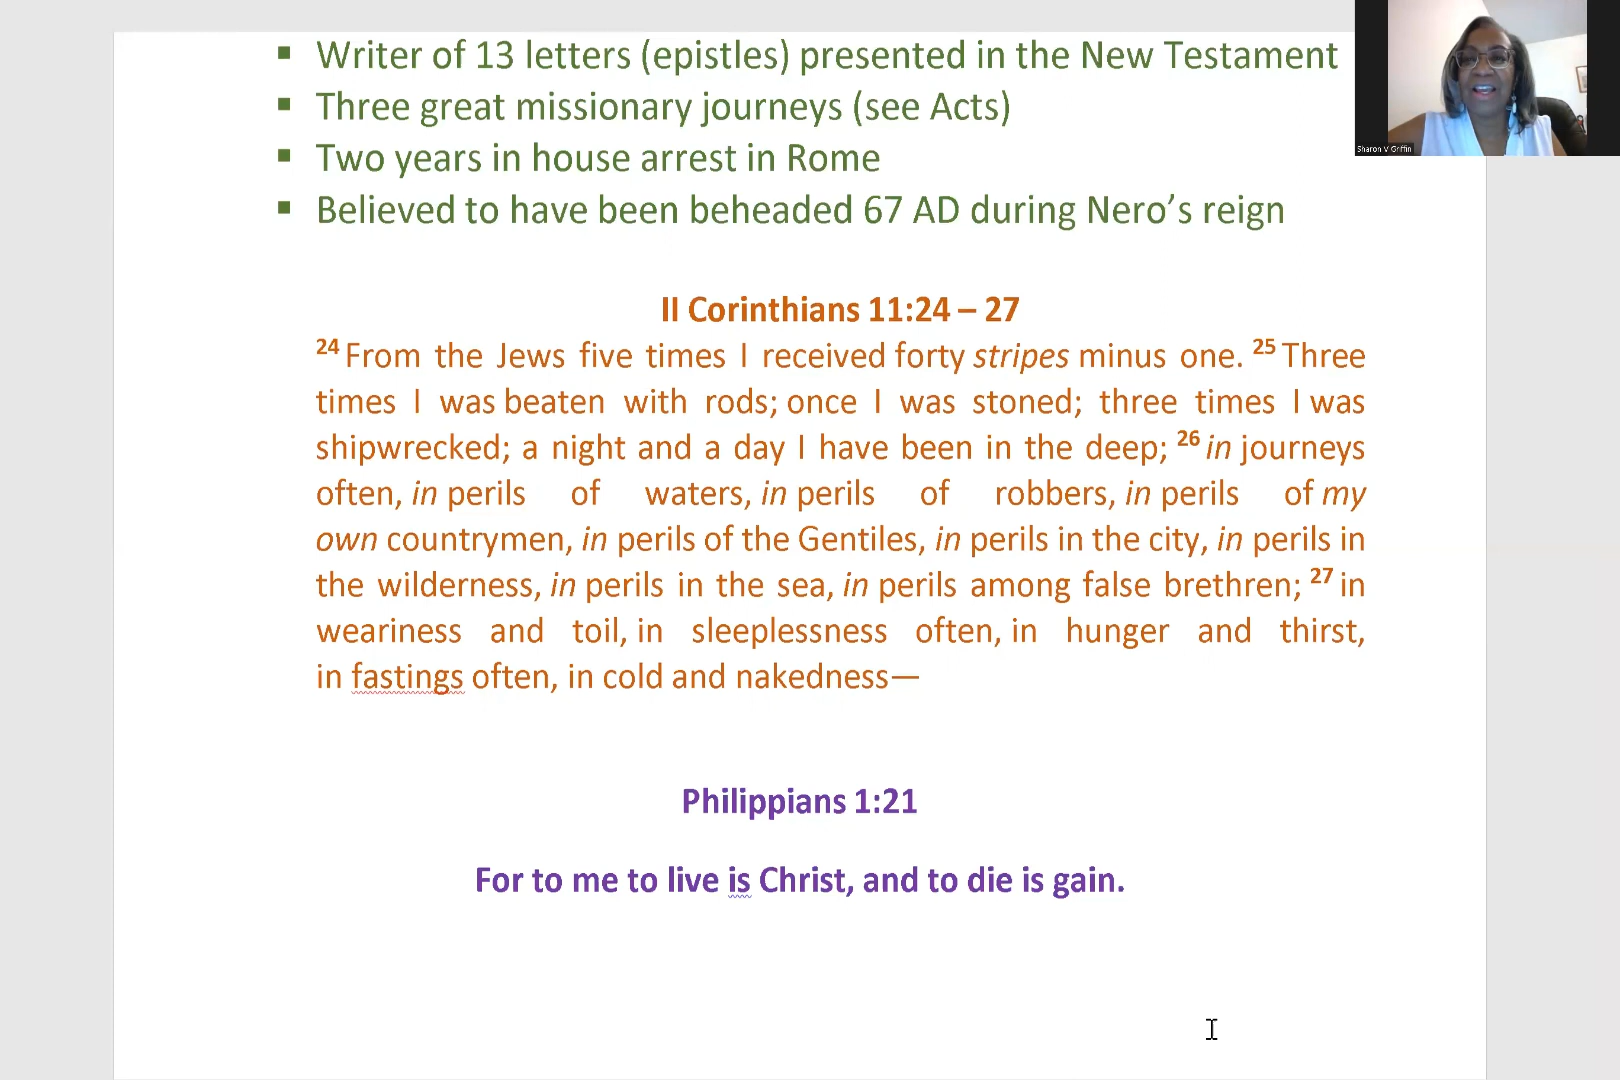 ▪ Writer of 13 letters (epistles) presented in the New Testament
▪ Three great missionary journeys (see Acts)
▪ Two years in house arrest in Rome
▪ Believed to have been beheaded 67 AD during Nero’s reign
Sharon V Griffin
II Corinthians 11:24 – 27
24 From the Jews five times I received forty stripes minus one. 25 Three
times I was beaten with rods; once I was stoned; three times I was
shipwrecked; a night and a day I have been in the deep; 26 in journeys
often, in perils of waters, in perils of robbers, in perils of my
own countrymen, in perils of the Gentiles, in perils in the city, in perils in
the wilderness, in perils in the sea, in perils among false brethren; 27 in
weariness and toil, in sleeplessness often, in hunger and thirst,
in fastings often, in cold and nakedness—
Philippians 1:21
For to me to live is Christ, and to die is gain.